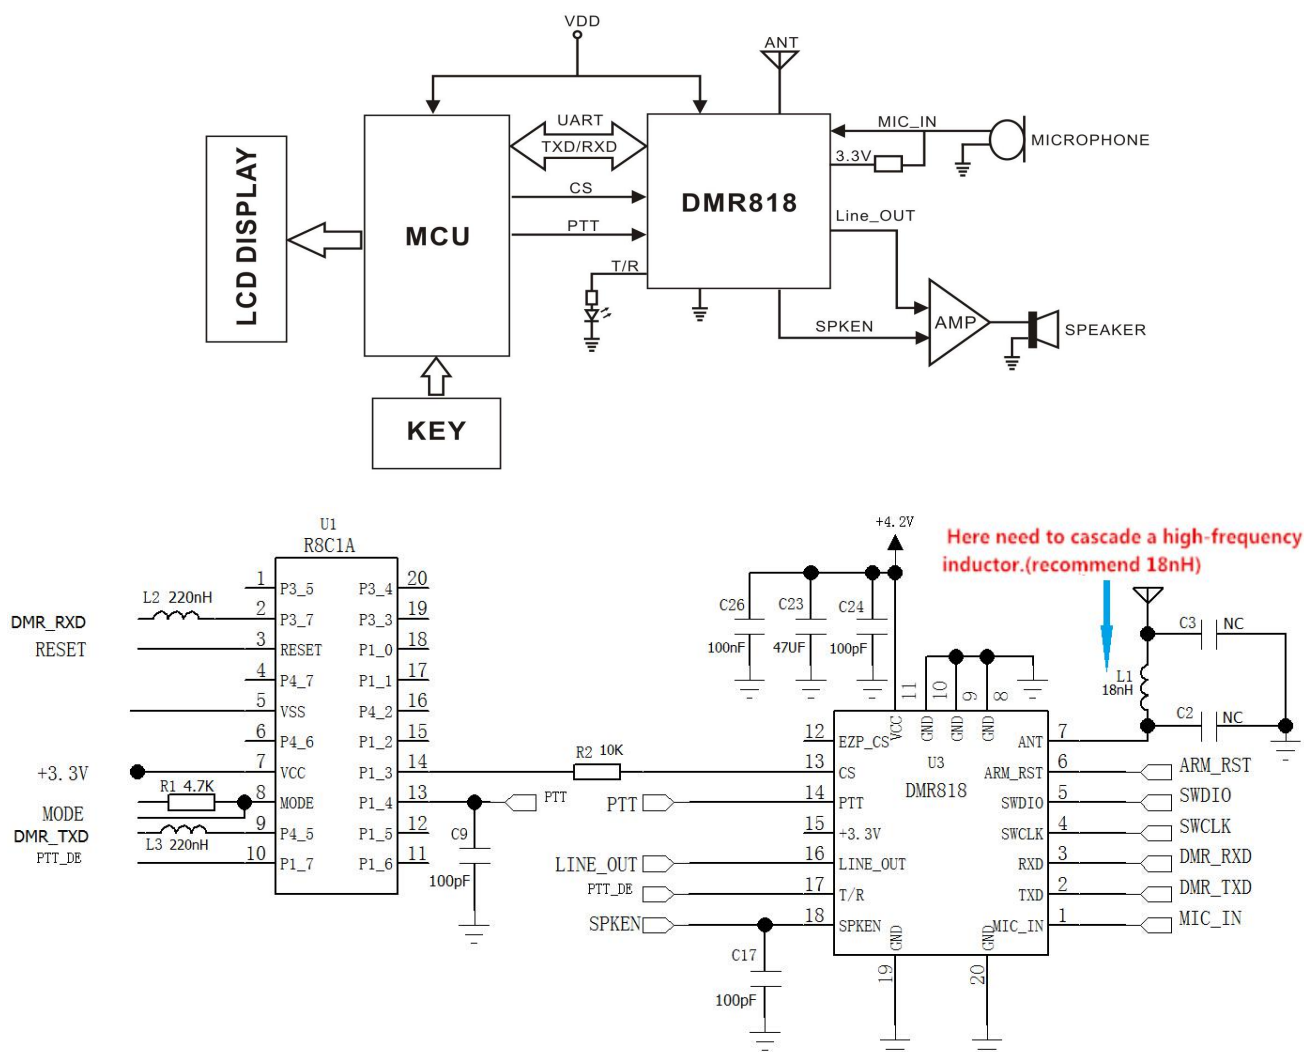 VDD
ANT
UART
TXD/RXD
CS
PTT
T/R
MCU
DMR818
LCD DISPLAY
KEY
MIC_IN
3.3V
MICROPHONE
Line_OUT
SPKEN
AMP
SPEAKER
U1
R8C1A
L2 220nH
DMR_RXD
RESET
+3.3V
R1 4.7K
MODE
DMR_TXD
L3 220nH
PTT_DE
1 P3_5 P3_4 20
2 P3_7 P3_3 19
3 RESET P1_0 18
4 P4_7 P1_1 17
5 VSS P4_2 16
6 P4_6 P1_2 15
7 VCC P1_3 14
8 MODE P1_4 13
9 P4_5 P1_5 12
10 P1_7 P1_6 11
R2 10K
PTT
C9
100pF
+4.2V
C26
100nF
C23
47UF
C24
100pF
Here need to cascade a high-frequency
inductor.(recommend 18nH)
C3 NC
L1
18nH
C2 NC
11 10 9 8
VCC GND GND GND
U3
DMR818
12 EZP_CS ANT 7
13 CS ARM_RST 6 ARM_RST
PTT 14 PTT SWDIO 5 SWDIO
15 +3.3V SWCLK 4 SWCLK
LINE_OUT 16 LINE_OUT RXD 3 DMR_RXD
PTT_DE 17 T/R TXD 2 DMR_TXD
SPKEN 18 SPKEN MIC_IN 1 MIC_IN
GND GND
19 20
C17
100pF